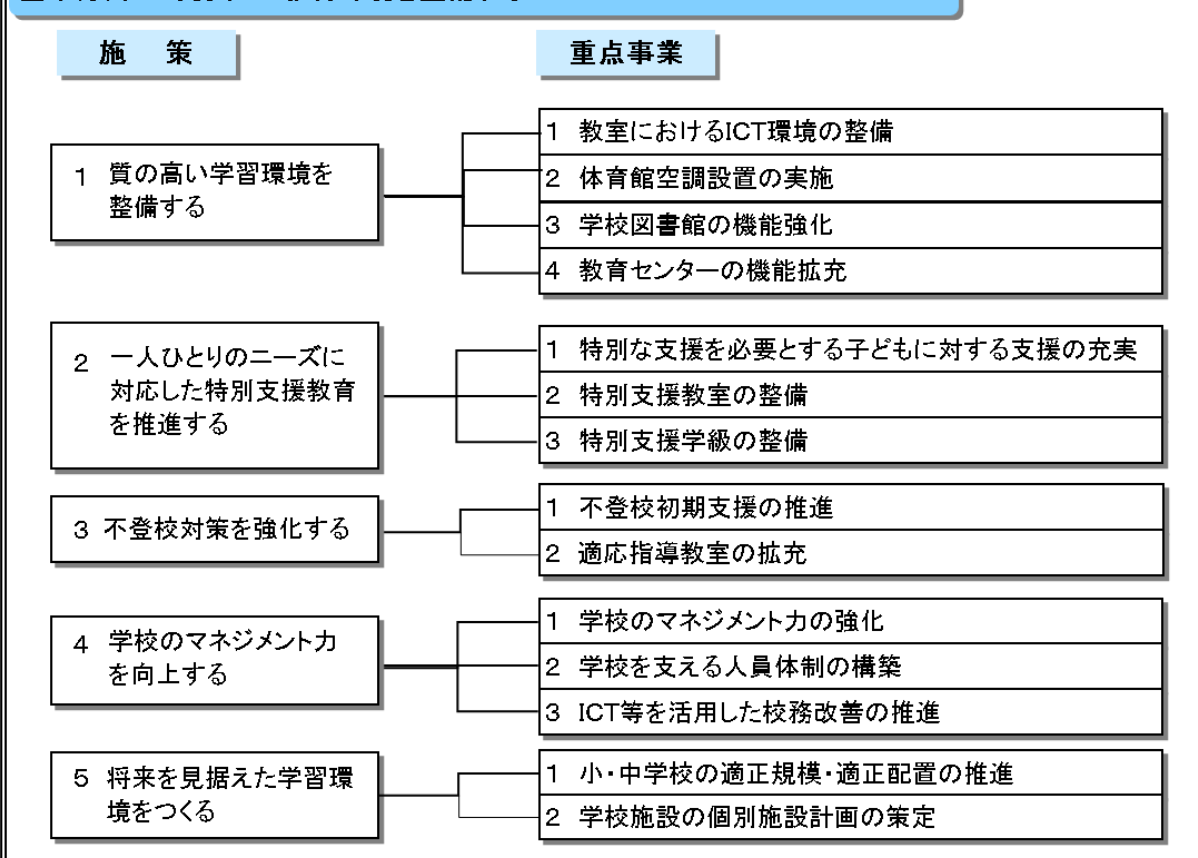 施　策
重点事業
1 質の高い学習環境を
整備する
1 教室におけるICT環境の整備
2 体育館空調設置の実施
3 学校図書館の機能強化
4 教育センターの機能拡充
2 一人ひとりのニーズに
対応した特別支援教育
を推進する
1 特別な支援を必要とする子どもに対する支援の充実
2 特別支援教室の整備
3 特別支援学級の整備
3 不登校対策を強化する
1 不登校初期支援の推進
2 適応指導教室の拡充
4 学校のマネジメント力
を向上する
1 学校のマネジメント力の強化
2 学校を支える人員体制の構築
3 ICT等を活用した校務改善の推進
5 将来を見据えた学習環
境をつくる
1 小・中学校の適正規模・適正配置の推進
2 学校施設の個別施設計画の策定